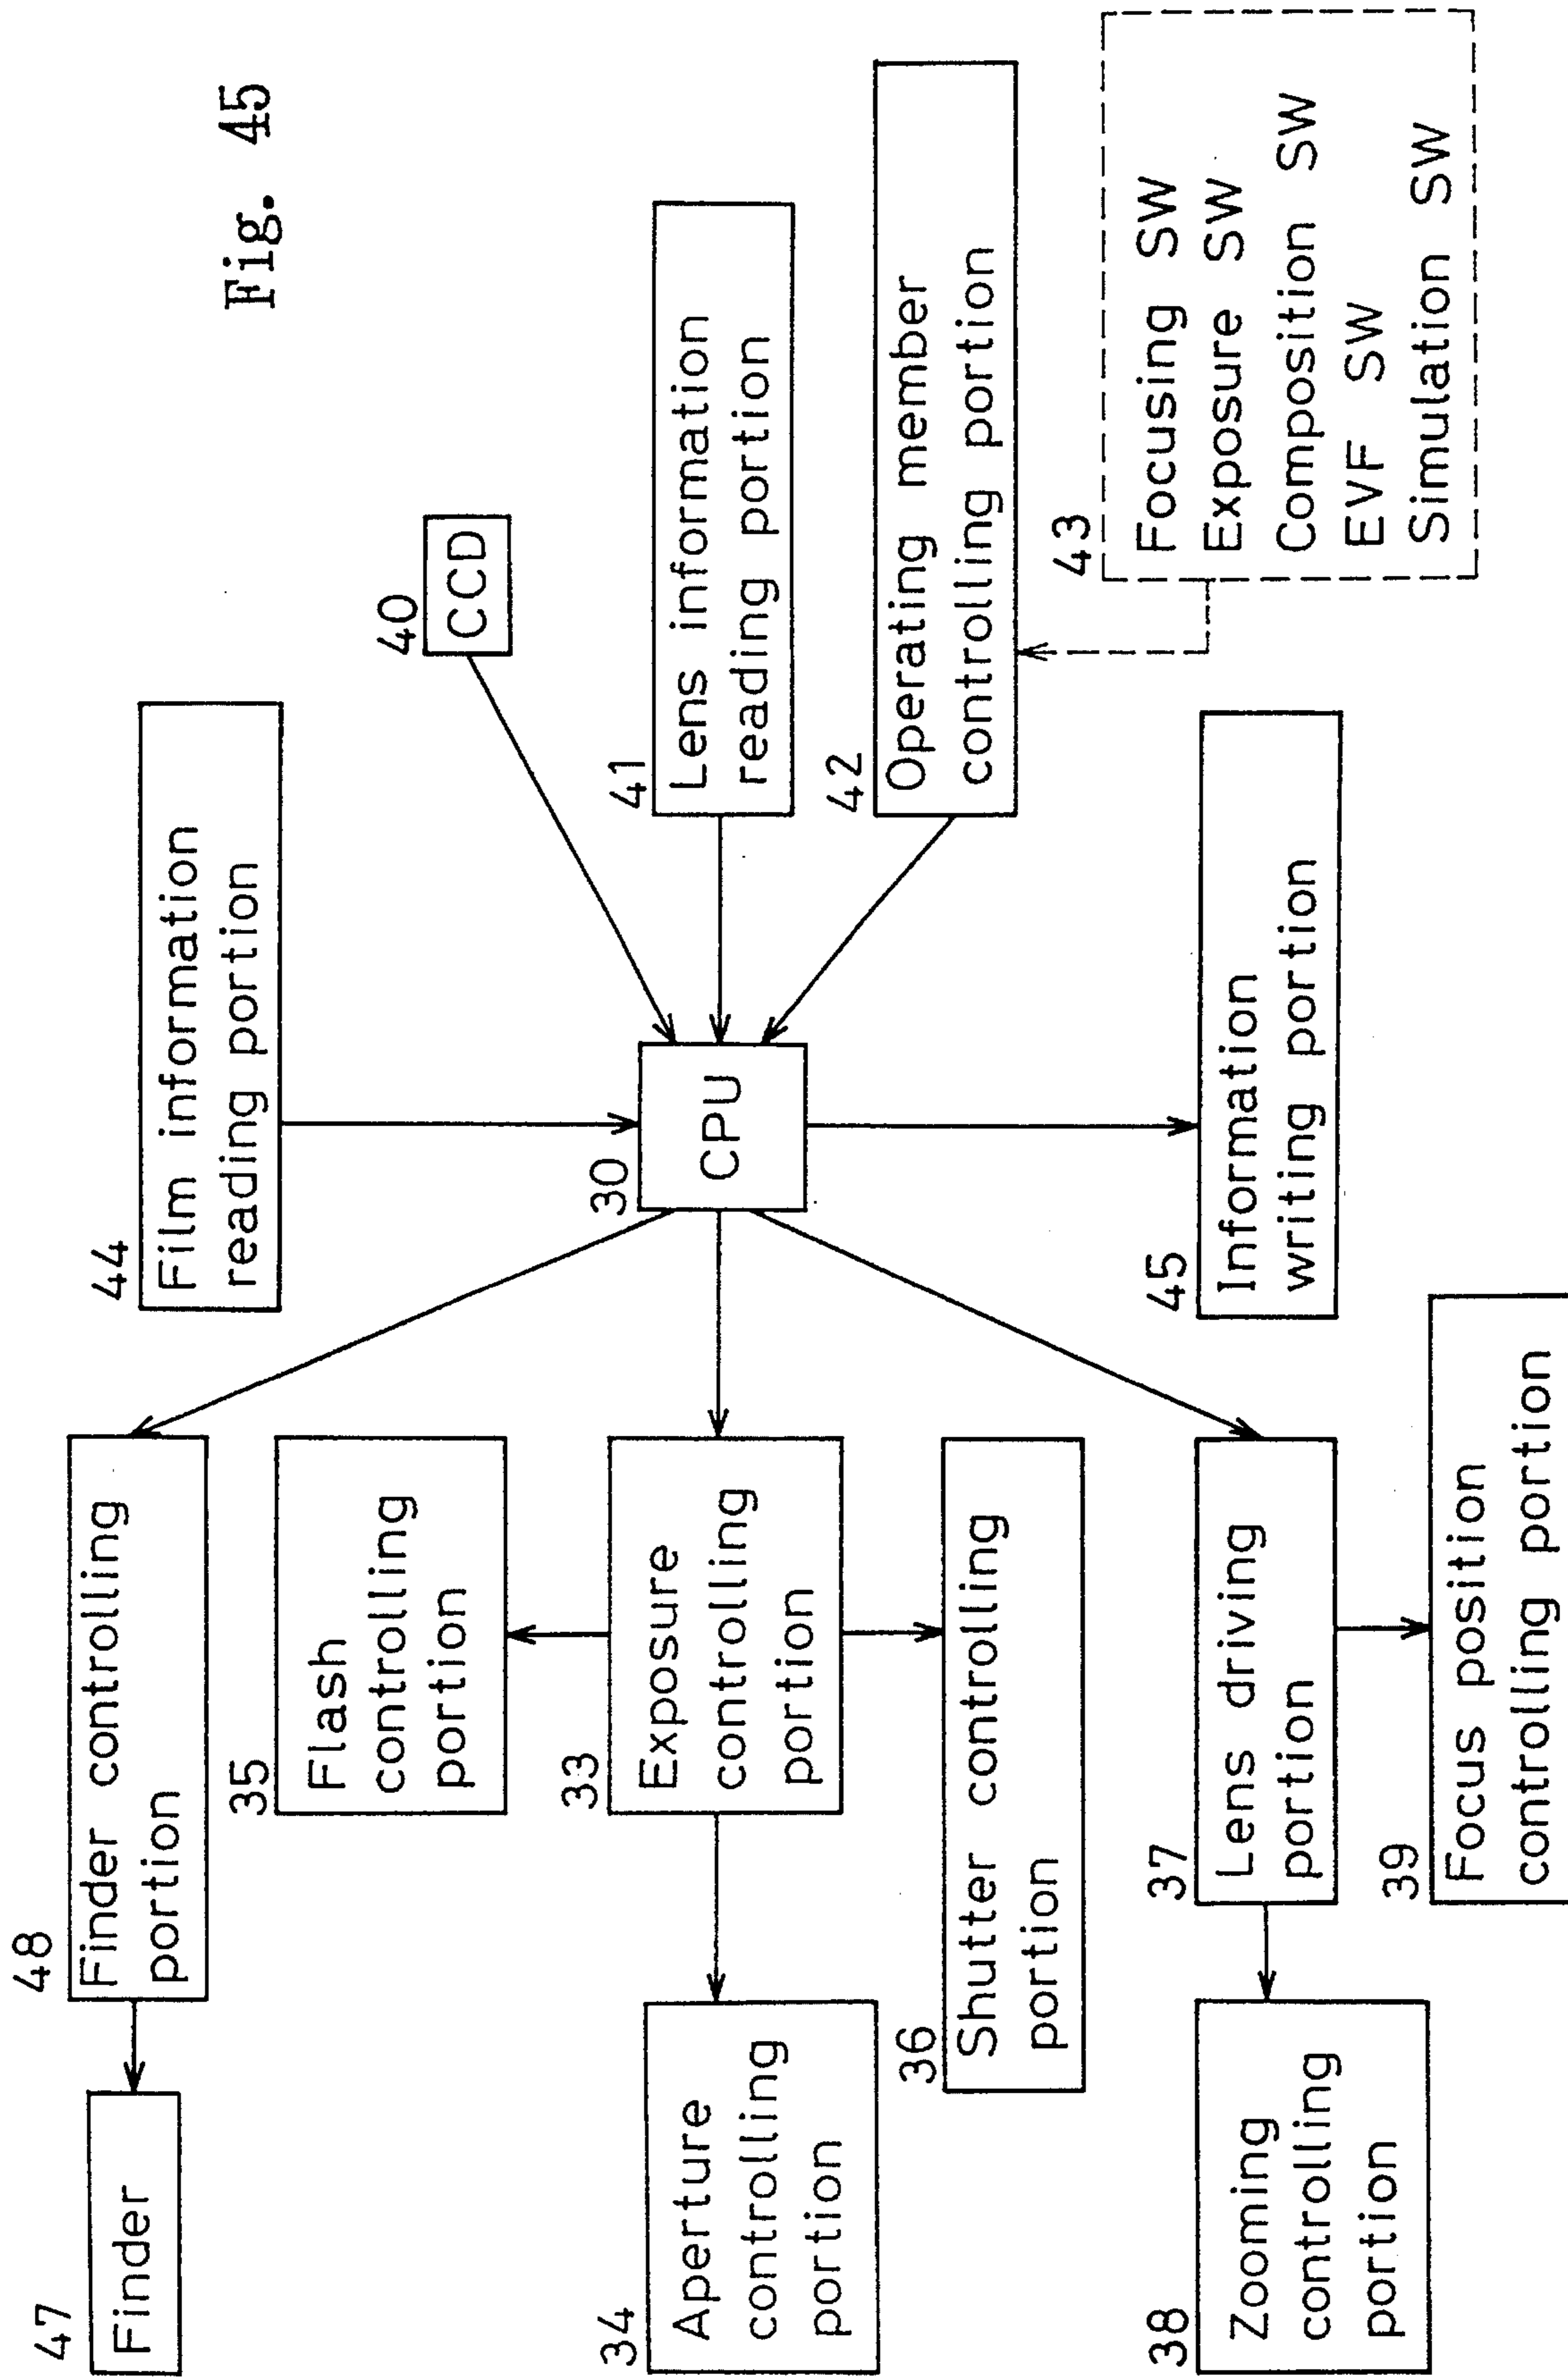 Fig. 45
47
Finder
48
Finder controlling
portion
44
Film information
reading portion
40
CCD
35
Flash
controlling
portion
34
Aperture
controlling
portion
33
Exposure
controlling
portion
30
CPU
41
Lens information
reading portion
42
Operating member
controlling portion
36
Shutter controlling
portion
43
Focusing SW
Exposure SW
Composition SW
EVF SW
Simulation SW
38
Zooming
controlling
portion
37
Lens driving
portion
45
Information
writing portion
39
Focus position
controlling portion